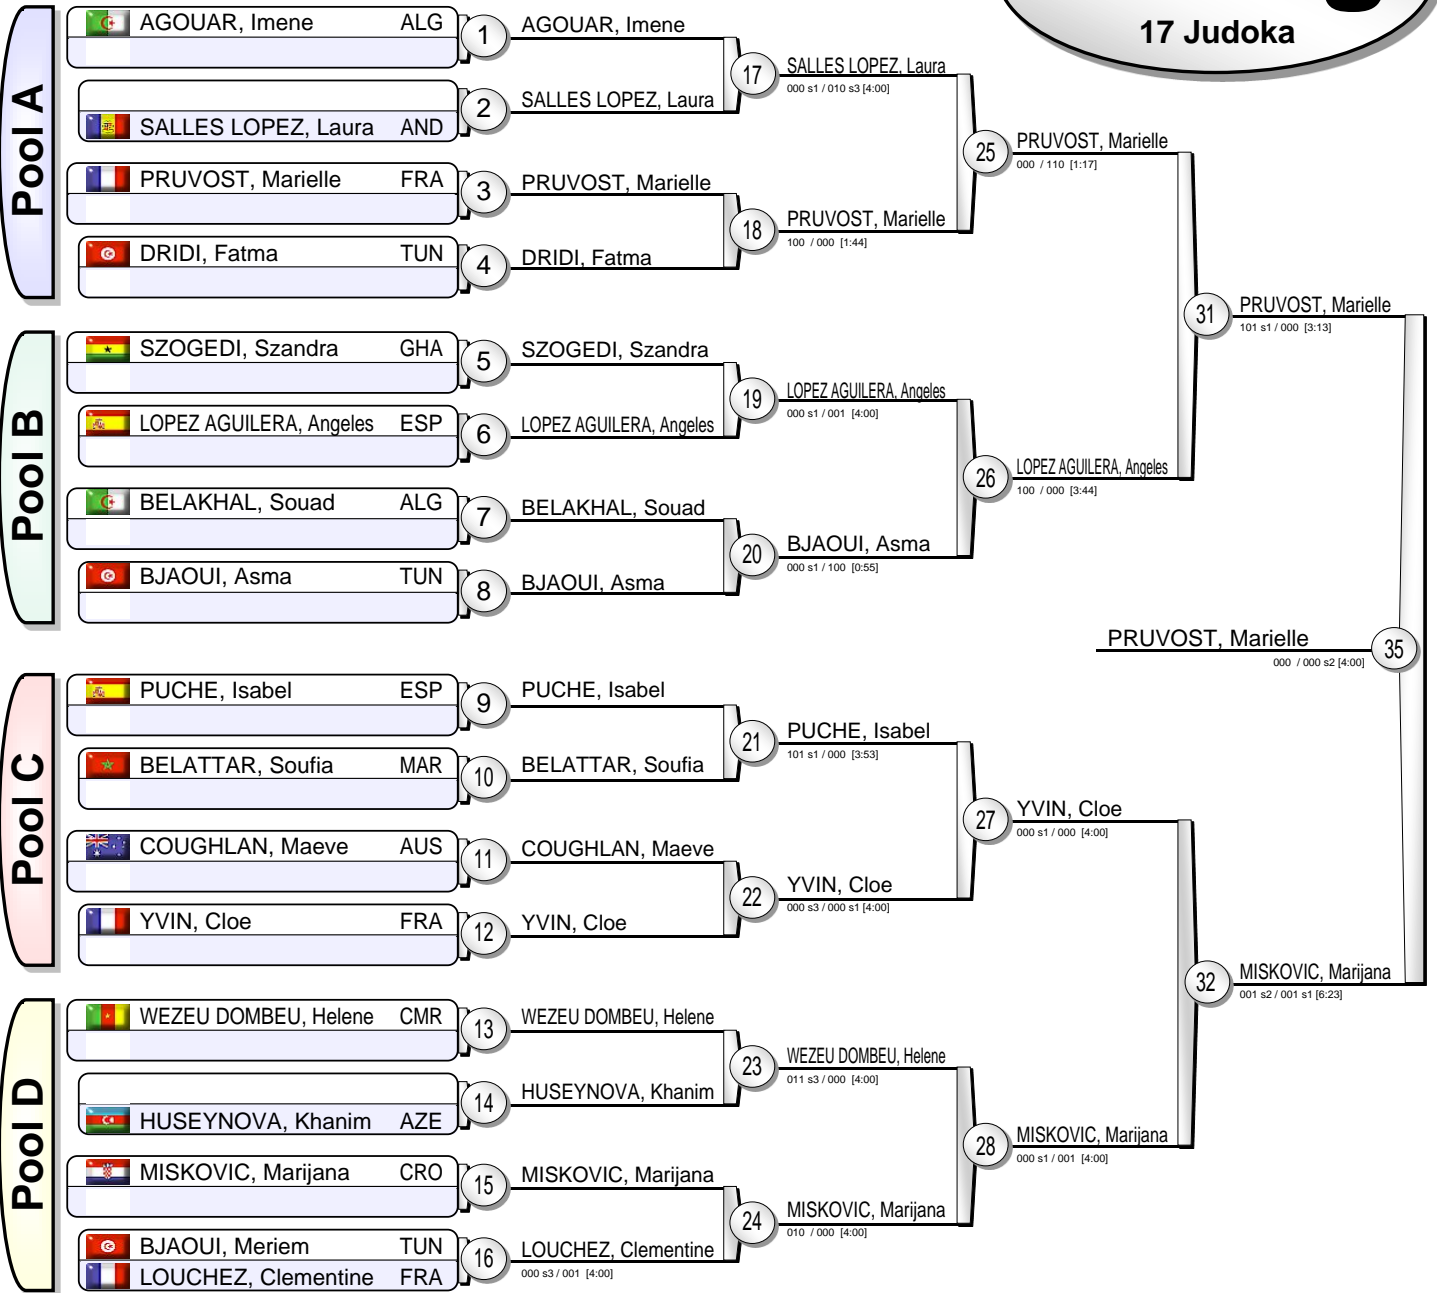 17 Judoka
Pool A
AGOUAR, Imene ALG
1
AGOUAR, Imene
SALLES LOPEZ, Laura AND
2
SALLES LOPEZ, Laura
17
SALLES LOPEZ, Laura
000 s1 / 010 s3 [4:00]
PRUVOST, Marielle FRA
3
PRUVOST, Marielle
DRIDI, Fatma TUN
4
DRIDI, Fatma
18
PRUVOST, Marielle
100 / 000 [1:44]
25
PRUVOST, Marielle
000 / 110 [1:17]
Pool B
SZOGEDI, Szandra GHA
5
SZOGEDI, Szandra
LOPEZ AGUILERA, Angeles ESP
6
LOPEZ AGUILERA, Angeles
19
LOPEZ AGUILERA, Angeles
000 s1 / 001 [4:00]
BELAKHAL, Souad ALG
7
BELAKHAL, Souad
BJAOUI, Asma TUN
8
BJAOUI, Asma
20
BJAOUI, Asma
000 s1 / 100 [0:55]
26
LOPEZ AGUILERA, Angeles
100 / 000 [3:44]
31
PRUVOST, Marielle
101 s1 / 000 [3:13]
PRUVOST, Marielle
000 / 000 s2 [4:00]
35
Pool C
PUCHE, Isabel ESP
9
PUCHE, Isabel
BELATTAR, Soufia MAR
10
BELATTAR, Soufia
21
PUCHE, Isabel
101 s1 / 000 [3:53]
COUGHLAN, Maeve AUS
11
COUGHLAN, Maeve
YVIN, Cloe FRA
12
YVIN, Cloe
22
YVIN, Cloe
000 s3 / 000 s1 [4:00]
27
YVIN, Cloe
000 s1 / 000 [4:00]
Pool D
WEZEU DOMBEU, Helene CMR
13
WEZEU DOMBEU, Helene
HUSEYNOVA, Khanim AZE
14
HUSEYNOVA, Khanim
23
WEZEU DOMBEU, Helene
011 s3 / 000 [4:00]
MISKOVIC, Marijana CRO
15
MISKOVIC, Marijana
BJAOUI, Meriem TUN
LOUCHEZ, Clementine FRA
16
LOUCHEZ, Clementine
000 s3 / 001 [4:00]
24
MISKOVIC, Marijana
010 / 000 [4:00]
28
MISKOVIC, Marijana
000 s1 / 001 [4:00]
32
MISKOVIC, Marijana
001 s2 / 001 s1 [6:23]